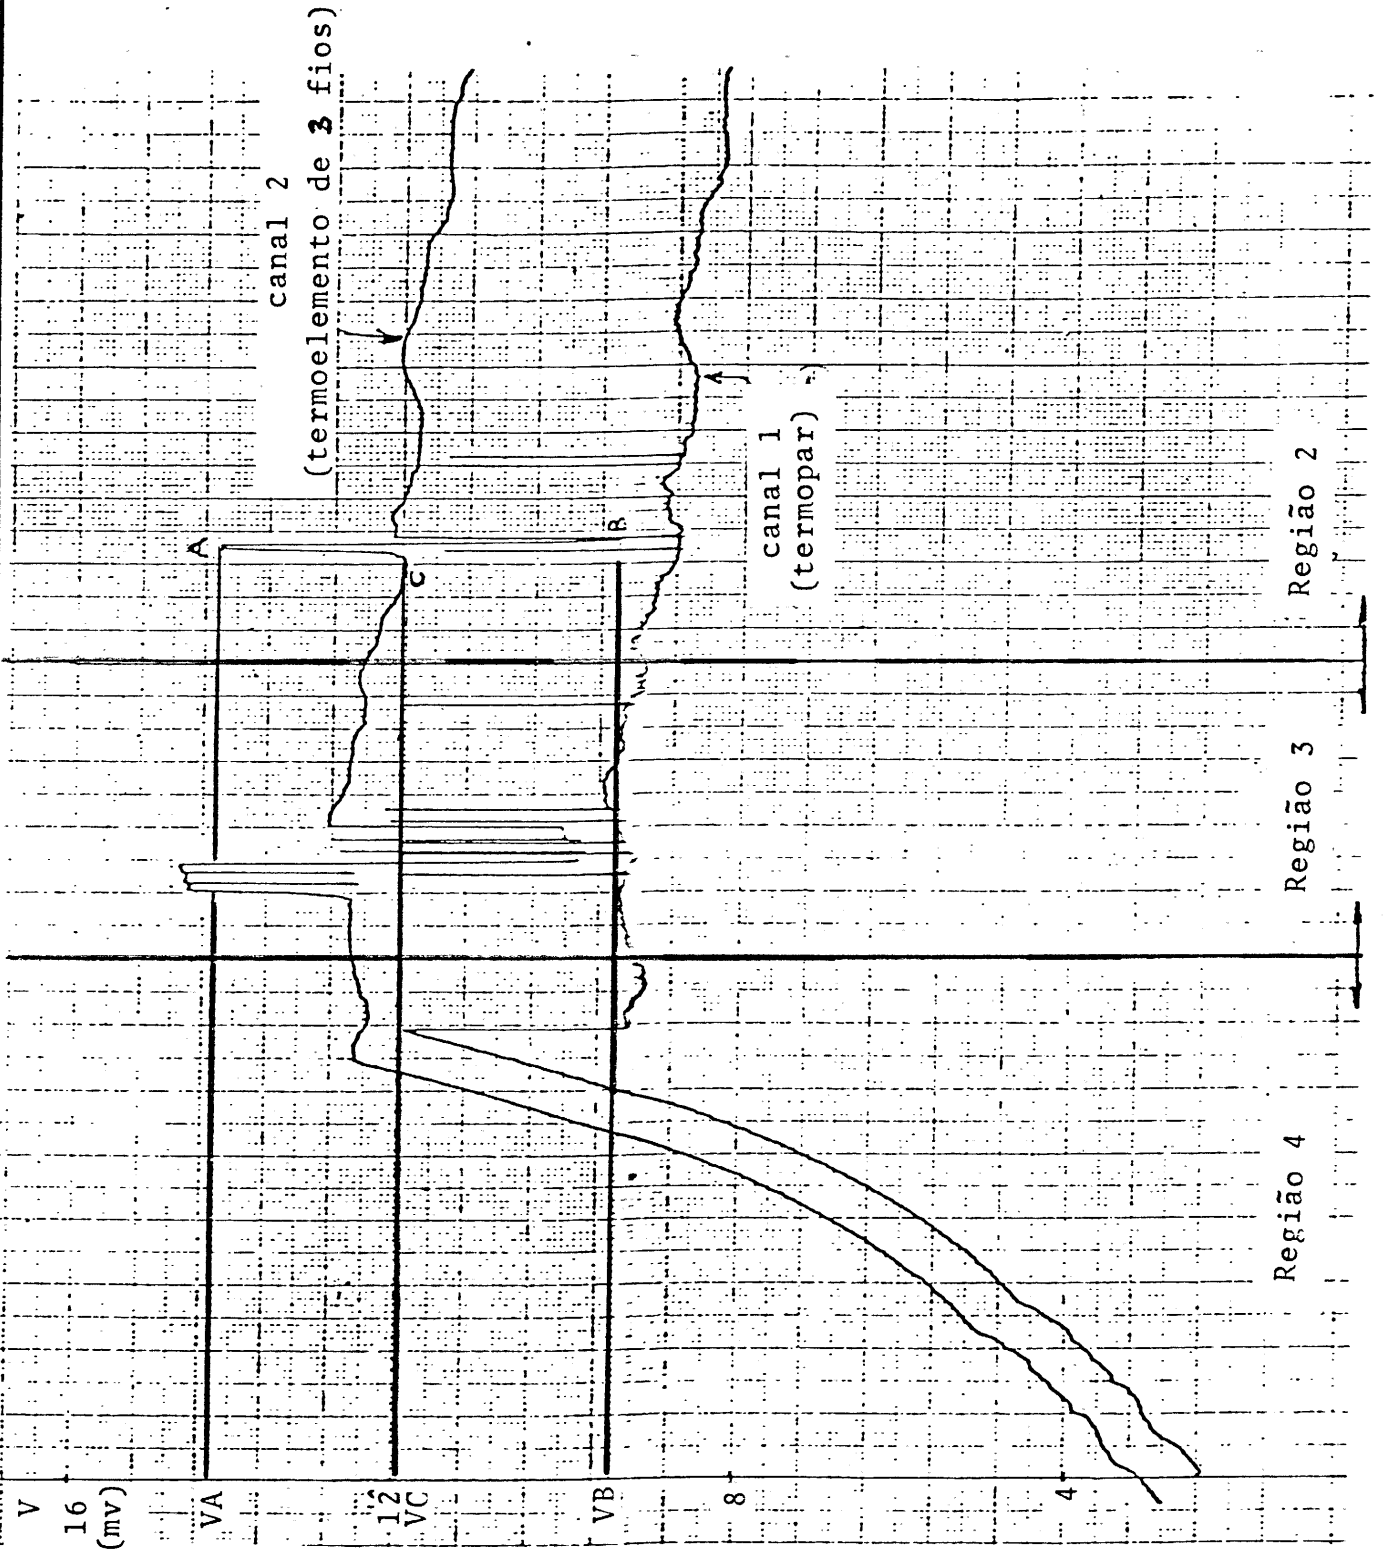 canal 2
(termoelemento de 3 fios)
A
B
C
canal 1
(termopar)
Região 2
Região 3
Região 4
V
16
(mv)
VA
12
VC
VB
8
4